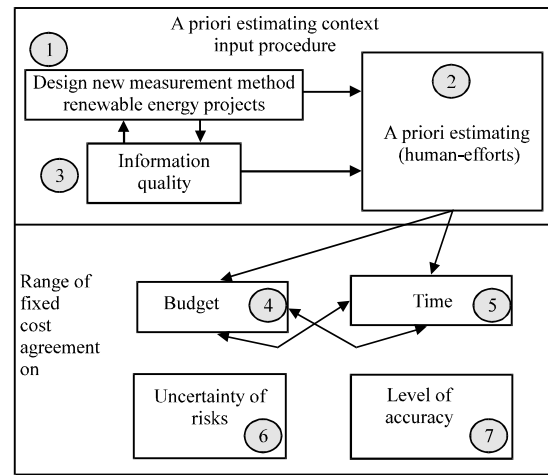 A priori estimating context
input procedure
1
Design new measurement method
renewable energy projects
2
A priori estimating
(human-efforts)
3
Information
quality
Range of
fixed
cost
agreement
on
Budget
4
Time
5
Uncertainty of
risks
6
Level of
accuracy
7